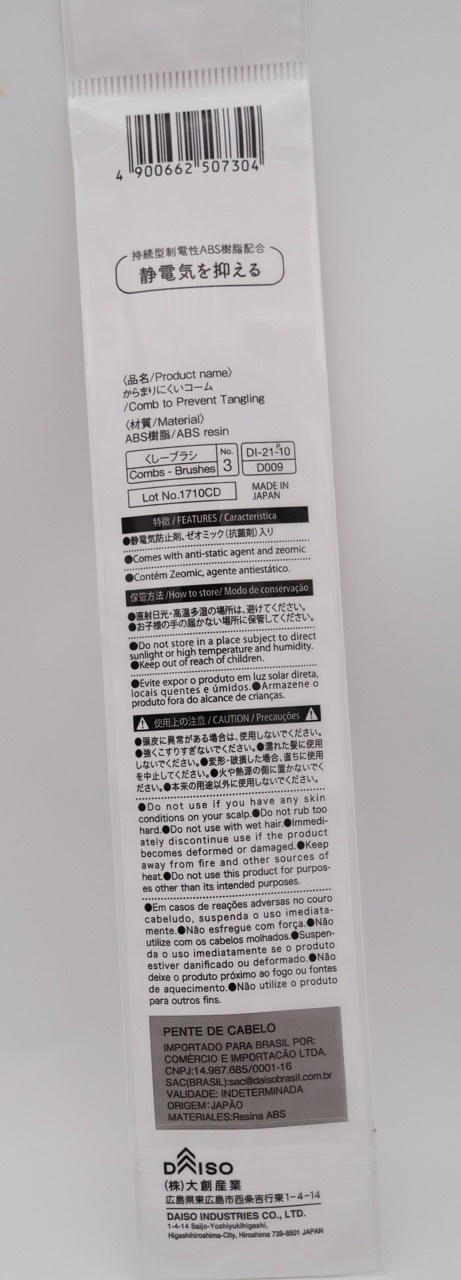 4 900662 507304
持続型制電性ABS樹脂配合
静電気を抑える
〈品名/Product name〉
からまりにくいコーム
/Comb to Prevent Tangling
〈材質/Material〉
ABS樹脂/ABS resin
くしーブラシ
Combs - Brushes
No.
3
DI-21-10
P
D009
Lot No.1710CD
MADE IN
JAPAN
特徴 / FEATURES / Característica
●静電気防止剤、ゼオミック(抗菌剤)入り
●Comes with anti-static agent and zeomic
●Contém Zeomic, agente antiestático.
保管方法 /How to store/ Modo de conservação
●直射日光・高温多湿の場所は、避けてください。
●お子様の手の届かない場所に保管してください。
●Do not store in a place subject to direct
sunlight or high temperature and humidity.
●Keep out of reach of children.
●Evite expor o produto em luz solar direta,
locais quentes e úmidos.●Armazene o
produto fora do alcance de crianças.
使用上の注意 / CAUTION / Precauções
●頭皮に異常がある場合は、使用しないでください。
●強くこすりすぎないでください。●濡れた髪に使用
しないでください。●変形・破損した場合、直ちに使用
を中止してください。●火や熱源の側に置かないでく
ださい。●本来の用途以外に使用しないでください。
●Do not use if you have any skin
conditions on your scalp.●Do not rub too
hard.●Do not use with wet hair.●Immedi-
ately discontinue use if the product
becomes deformed or damaged.●Keep
away from fire and other sources of
heat.●Do not use this product for purpos-
es other than its intended purposes.
●Em casos de reações adversas no couro
cabeludo, suspenda o uso imediata-
mente.●Não esfregue com força.●Não
utilize com os cabelos molhados.●Suspen-
da o uso imediatamente se o produto
estiver danificado ou deformado.●Não
deixe o produto próximo ao fogo ou fontes
de aquecimento.●Não utilize o produto
para outros fins.
PENTE DE CABELO
IMPORTADO PARA BRASIL POR:
COMÉRCIO E IMPORTACÃO LTDA.
CNPJ:14.987.685/0001-16
SAC(BRASIL):sac@daisobrasil.com.br
VALIDADE: INDETERMINADA
ORIGEM:JAPÃO
MATERIALES:Resina ABS
DAISO
(株)大創産業
広島県東広島市西条吉行東1-4-14
DAISO INDUSTRIES CO., LTD.
1-4-14 Saijo-Yoshiyukihigashi,
Higashihiroshima-City, Hiroshima 739-8501 JAPAN